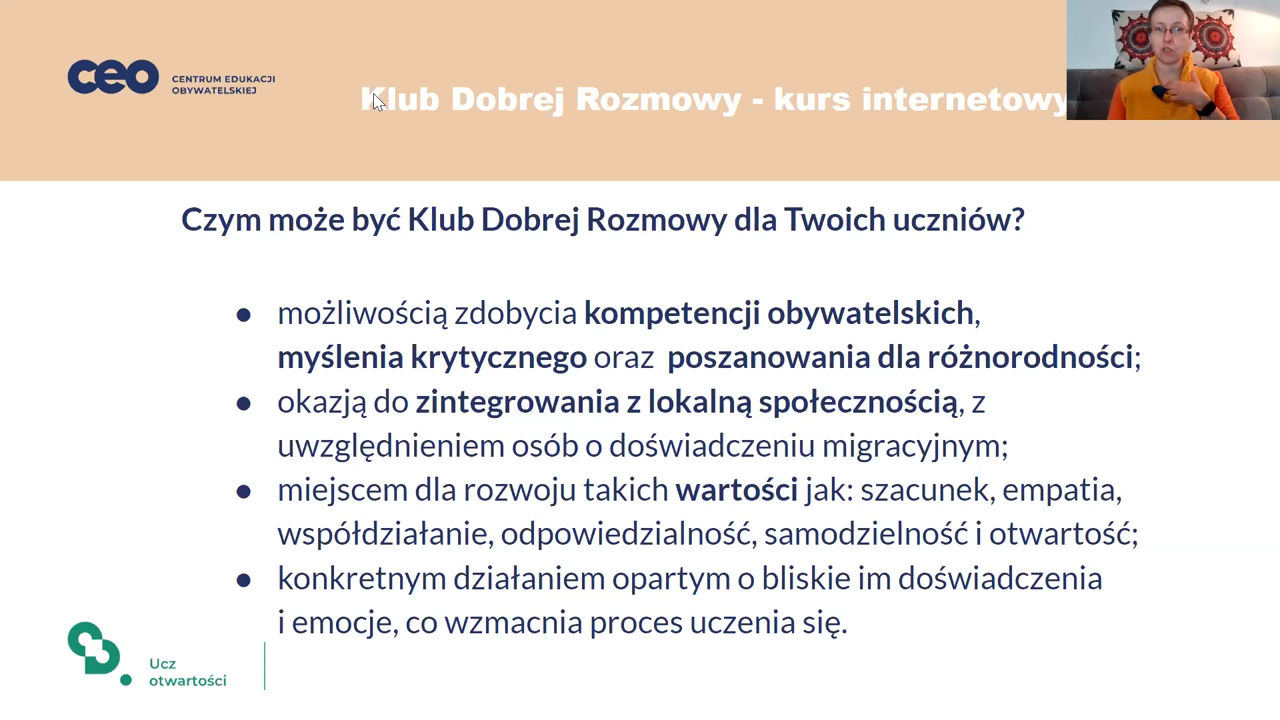 ceo
CENTRUM EDUKACJI
OBYWATELSKIEJ
Klub Dobrej Rozmowy - kurs internetowy
Czym może być Klub Dobrej Rozmowy dla Twoich uczniów?
● możliwością zdobycia kompetencji obywatelskich,
myślenia krytycznego oraz poszanowania dla różnorodności;
● okazją do zintegrowania z lokalną społecznością, z
uwzględnieniem osób o doświadczeniu migracyjnym;
● miejscem dla rozwoju takich wartości jak: szacunek, empatia,
współdziałanie, odpowiedzialność, samodzielność i otwartość;
● konkretnym działaniem opartym o bliskie im doświadczenia
i emocje, co wzmacnia proces uczenia się.
Ucz
otwartości